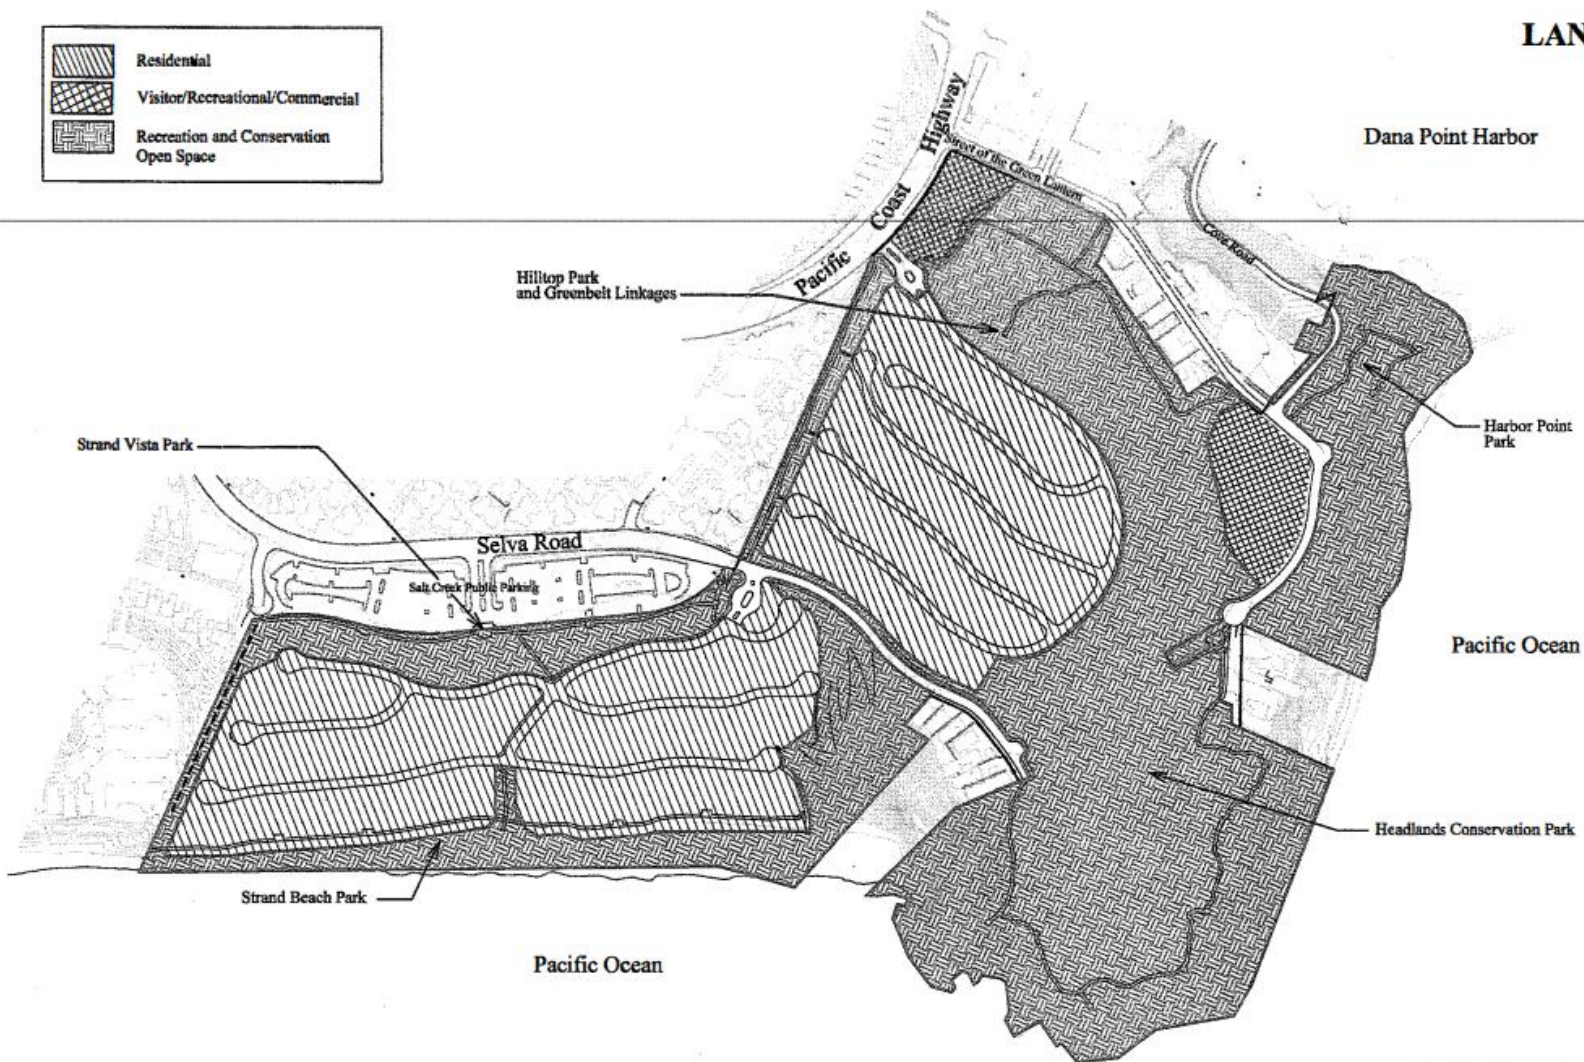 LAN
Residential
Visitor/Recreational/Commercial
Recreation and Conservation
Open Space
Dana Point Harbor
Pacific Coast Highway
Street of the Green Lantern
Cove Road
Hilltop Park
and Greenbelt Linkages
Harbor Point
Park
Strand Vista Park
Selva Road
Salt Creek Public Parking
Pacific Ocean
Headlands Conservation Park
Strand Beach Park
Pacific Ocean